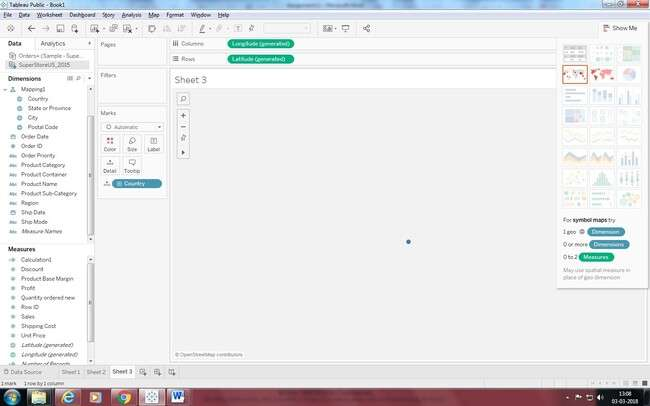 Tableau Public - Book1
File Data Worksheet Dashboard Story Analysis Map Format Window Help
Show Me
Data Analytics
Orders+ (Sample - Supe...
SuperStoreUS_2015
Dimensions
Mapping1
Country
State or Province
City
Postal Code
Order Date
Order ID
Order Priority
Product Category
Product Container
Product Name
Product Sub-Category
Region
Ship Date
Ship Mode
Measure Names
Measures
Calculation1
Discount
Product Base Margin
Profit
Quantity ordered new
Row ID
Sales
Shipping Cost
Unit Price
Latitude (generated)
Longitude (generated)
Number of Records
Pages
Filters
Marks
Automatic
Color Size Label
Detail Tooltip
Country
Columns Longitude (generated)
Rows Latitude (generated)
Sheet 3
© OpenStreetMap contributors
For symbol maps try
1 geo Dimension
0 or more Dimensions
0 to 2 Measures
May use spatial measure in
place of geo dimension
Data Source Sheet 1 Sheet 2 Sheet 3
1 mark 1 row by 1 column
13:08
03-03-2018